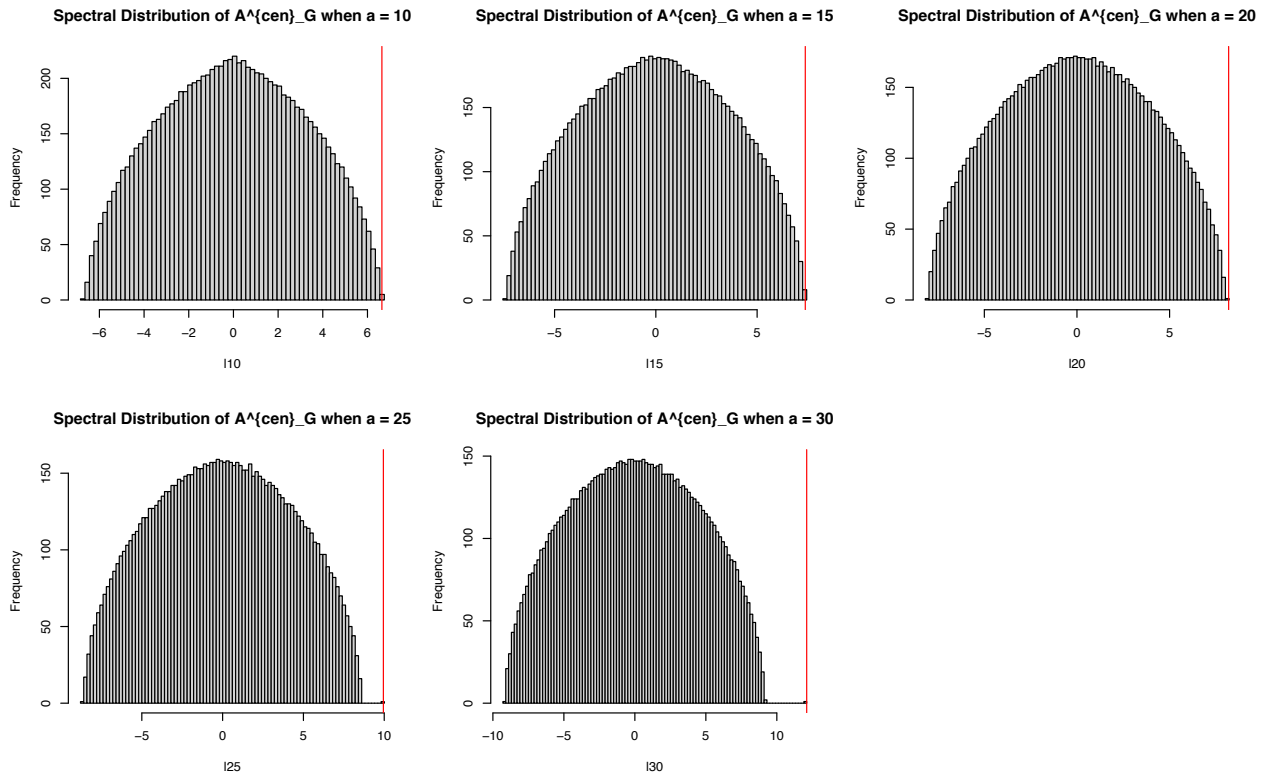 Spectral Distribution of A^{cen}_G when a = 10
Frequency
0 50 100 150 200
−6 −4 −2 0 2 4 6
l10
Spectral Distribution of A^{cen}_G when a = 15
Frequency
0 50 100 150
−5 0 5
l15
Spectral Distribution of A^{cen}_G when a = 20
Frequency
0 50 100 150
−5 0 5
l20
Spectral Distribution of A^{cen}_G when a = 25
Frequency
0 50 100 150
−5 0 5 10
l25
Spectral Distribution of A^{cen}_G when a = 30
Frequency
0 50 100 150
−10 −5 0 5 10
l30